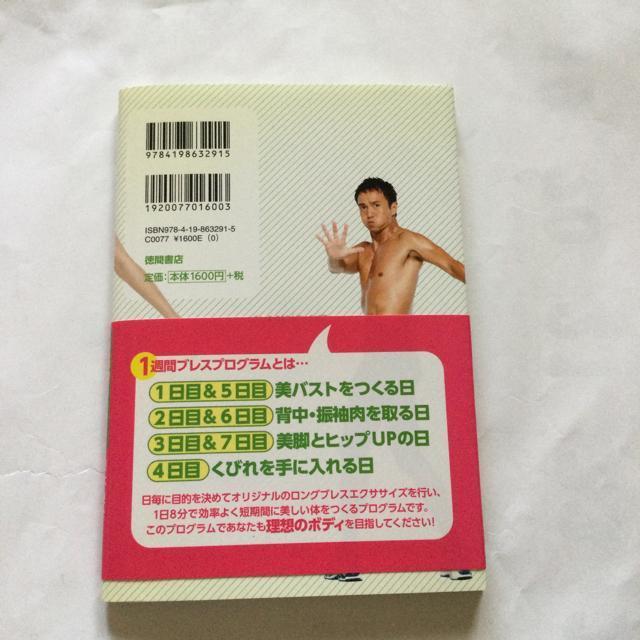 9784198632915
1920077016003
ISBN978-4-19-863291-5
C0077 ¥1600E (0)
徳間書店
定価:本体1600円+税
1週間ブレスプログラムとは…
1日目&5日目 美バストをつくる日
2日目&6日目 背中・振袖肉を取る日
3日目&7日目 美脚とヒップUPの日
4日目 くびれを手に入れる日
日毎に目的を決めてオリジナルのロングブレスエクササイズを行い、
1日8分で効率よく短期間に美しい体をつくるプログラムです。
このプログラムであなたも理想のボディを目指してください!